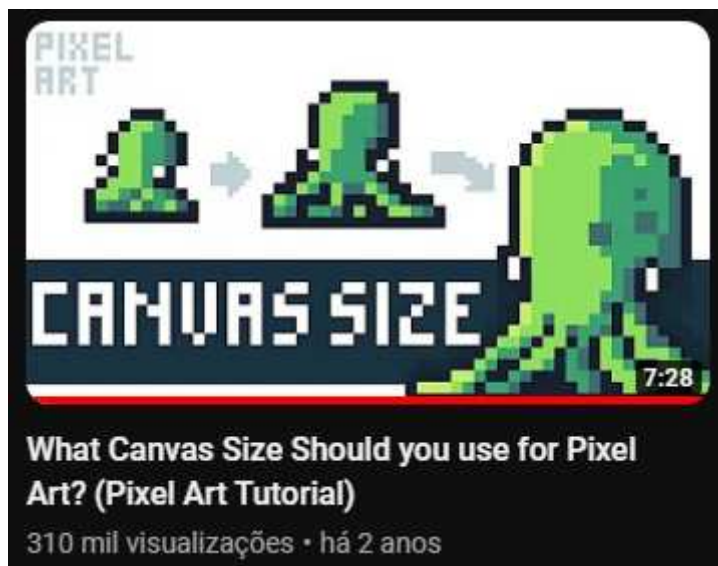 PIXEL
ART
CANVAS SIZE
7:28
What Canvas Size Should you use for Pixel
Art? (Pixel Art Tutorial)
310 mil visualizações • há 2 anos